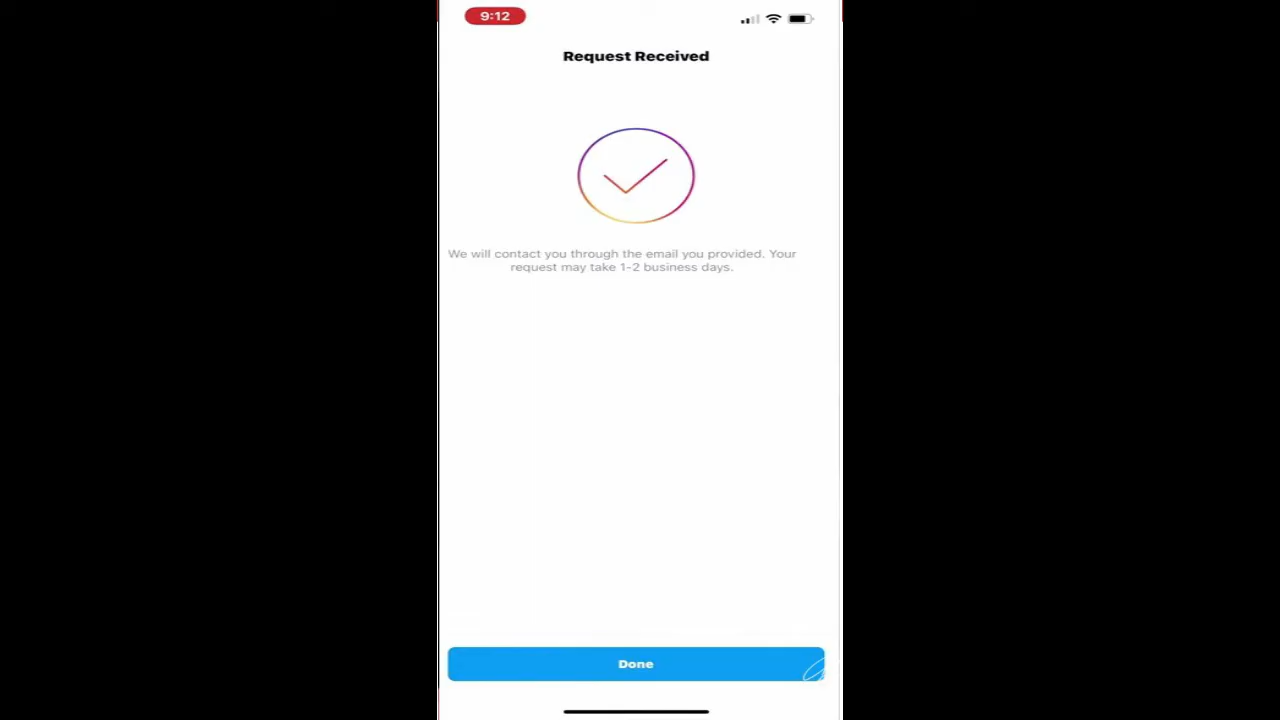 9:12
Request Received
We will contact you through the email you provided. Your
request may take 1-2 business days.
Done